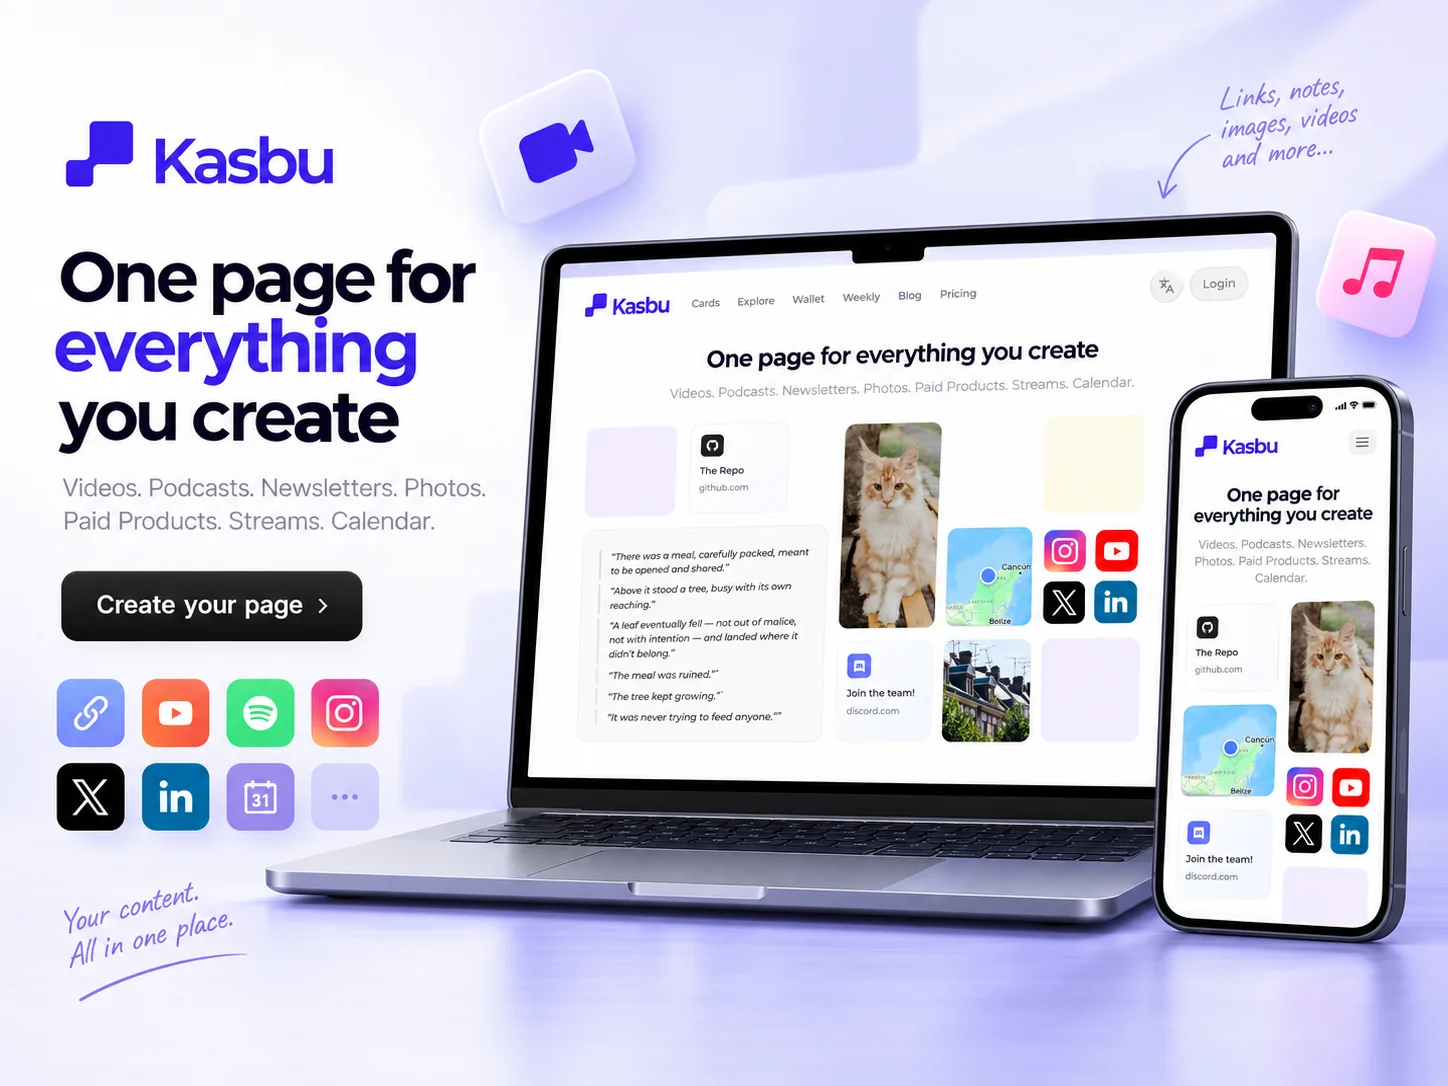 Kasbu
One page for
everything
you create
Videos. Podcasts. Newsletters. Photos.
Paid Products. Streams. Calendar.
Create your page
31
Your content.
All in one place.
Links, notes,
images, videos
and more...
Kasbu
Cards
Explore
Wallet
Weekly
Blog
Pricing
Login
One page for everything you create
Videos. Podcasts. Newsletters. Photos. Paid Products. Streams. Calendar.
The Repo
github.com
“There was a meal, carefully packed, meant
to be opened and shared.”
“Above it stood a tree, busy with its own
reaching.”
“A leaf eventually fell — not out of malice,
not with intention — and landed where it
didn’t belong.”
“The meal was ruined.”
“The tree kept growing.”
“It was never trying to feed anyone.”
Cancún
Belize
Join the team!
discord.com
Kasbu
One page for
everything you create
Videos. Podcasts. Newsletters.
Photos. Paid Products. Streams.
Calendar.
The Repo
github.com
Cancún
Belize
Join the team!
discord.com